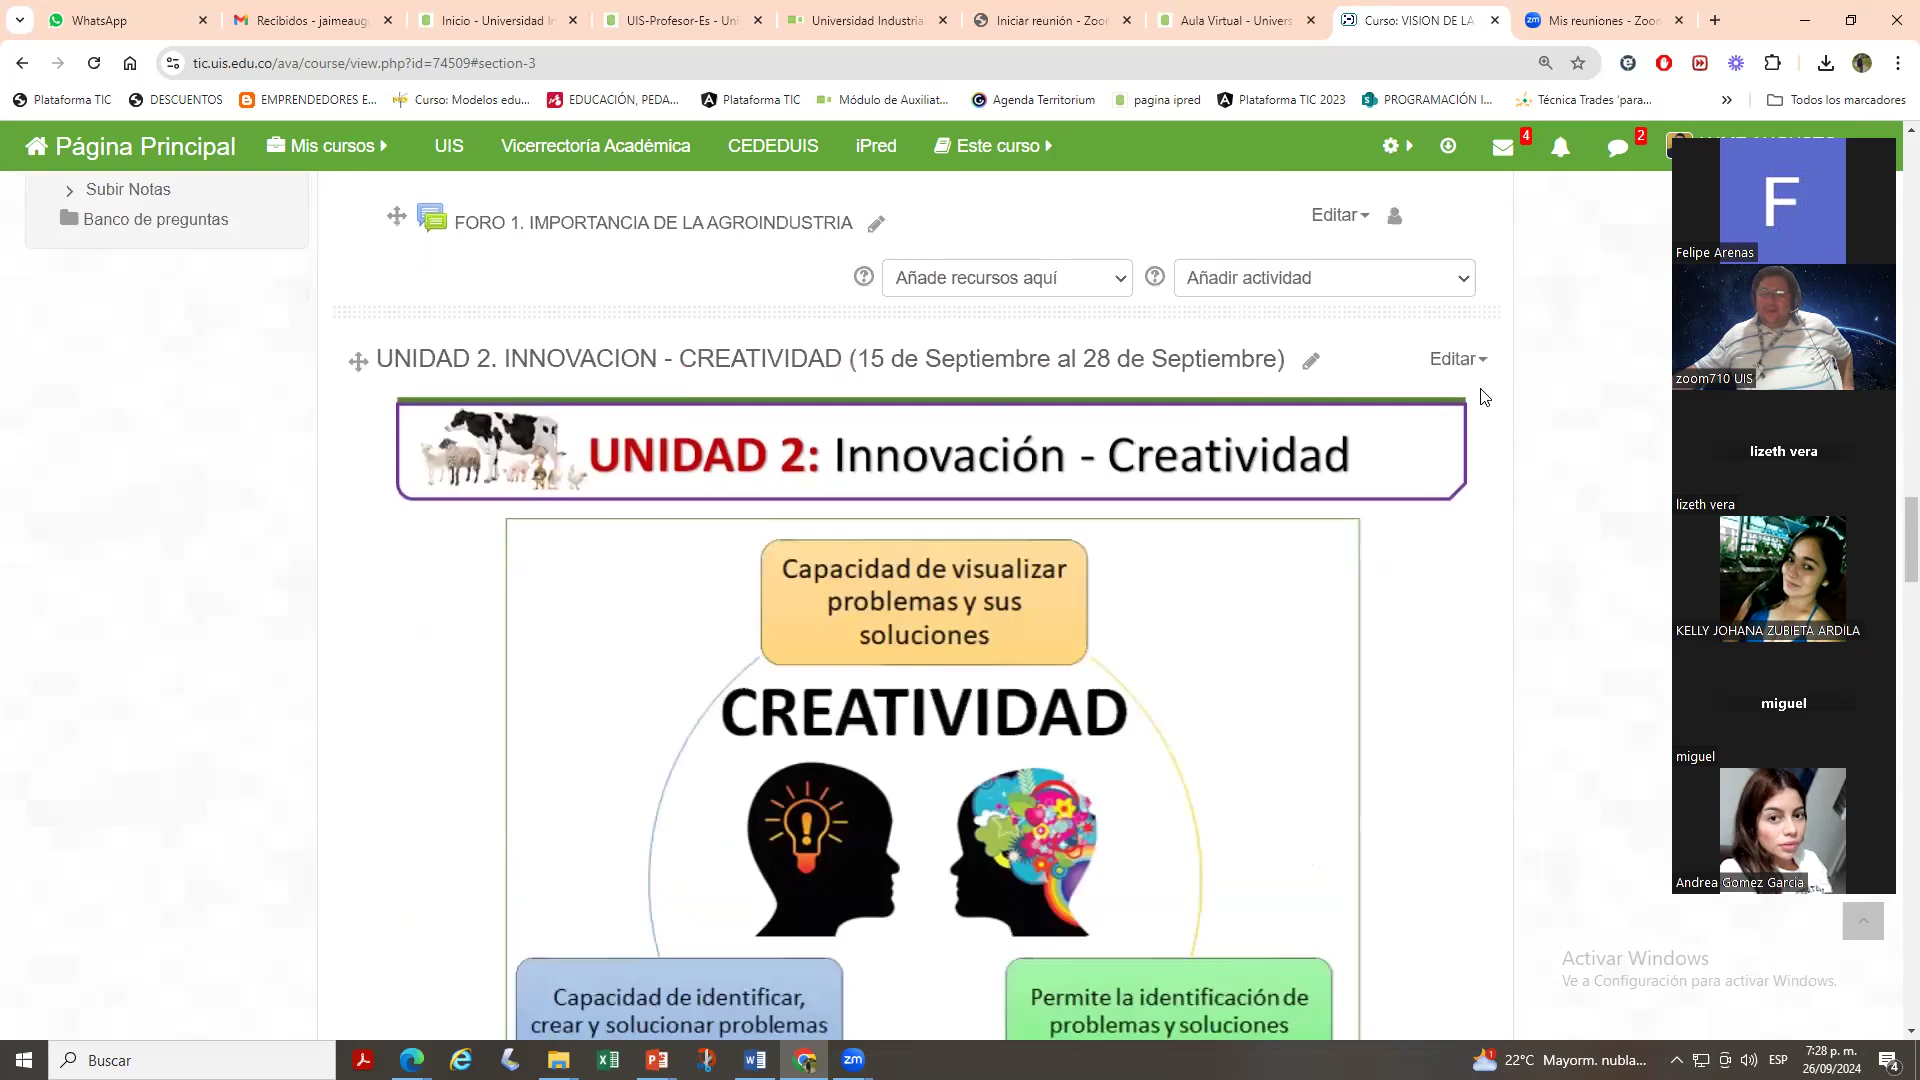 WhatsApp
Recibidos - jaimeaug
Inicio - Universidad In
UIS-Profesor-Es - Uni
Universidad Industria
Iniciar reunión - Zoo
Aula Virtual - Univers
Curso: VISION DE LA
Mis reuniones - Zoo
tic.uis.edu.co/ava/course/view.php?id=74509#section-3
Plataforma TIC
DESCUENTOS
EMPRENDEDORES E...
Curso: Modelos edu...
EDUCACIÓN, PEDA...
Plataforma TIC
Módulo de Auxiliat...
Agenda Territorium
pagina ipred
Plataforma TIC 2023
PROGRAMACIÓN I...
Técnica Trades 'para...
Todos los marcadores
Página Principal
Mis cursos
UIS
Vicerrectoría Académica
CEDEDUIS
iPred
Este curso
4
2
Subir Notas
Banco de preguntas
FORO 1. IMPORTANCIA DE LA AGROINDUSTRIA
Editar
Añade recursos aquí
Añadir actividad
UNIDAD 2. INNOVACION - CREATIVIDAD (15 de Septiembre al 28 de Septiembre)
Editar
UNIDAD 2: Innovación - Creatividad
Capacidad de visualizar
problemas y sus
soluciones
CREATIVIDAD
Capacidad de identificar,
crear y solucionar problemas
Permite la identificación de
problemas y soluciones
F
Felipe Arenas
zoom710 UIS
lizeth vera
lizeth vera
KELLY JOHANA ZUBIETA ARDILA
miguel
miguel
Andrea Gomez Garcia
Activar Windows
Ve a Configuración para activar Windows.
Buscar
22°C Mayorm. nubla...
ESP
7:28 p. m.
26/09/2024
4